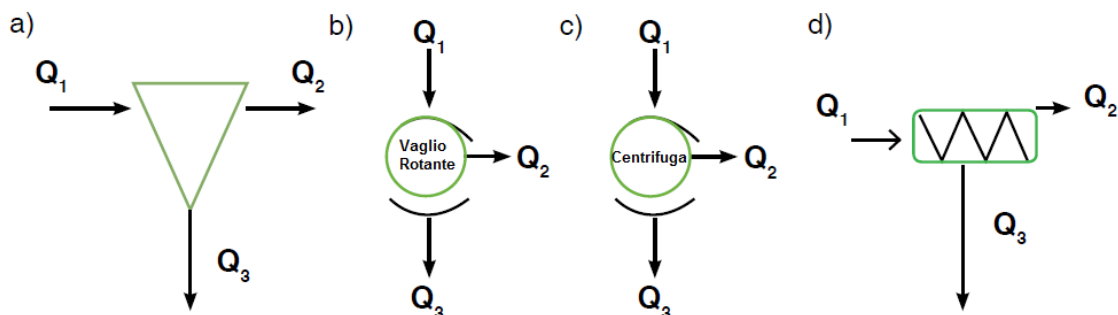 a)
Q1
Q2
Q3
b)
Q1
Vaglio
Rotante
Q2
Q3
c)
Q1
Centrifuga
Q2
Q3
d)
Q1
Q2
Q3